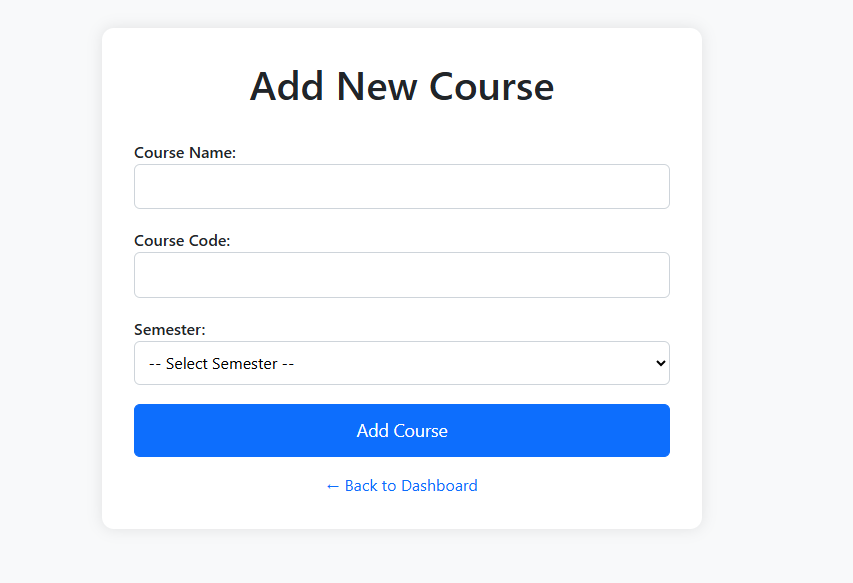 Add New Course
Course Name:
Course Code:
Semester:
-- Select Semester --
Add Course
← Back to Dashboard